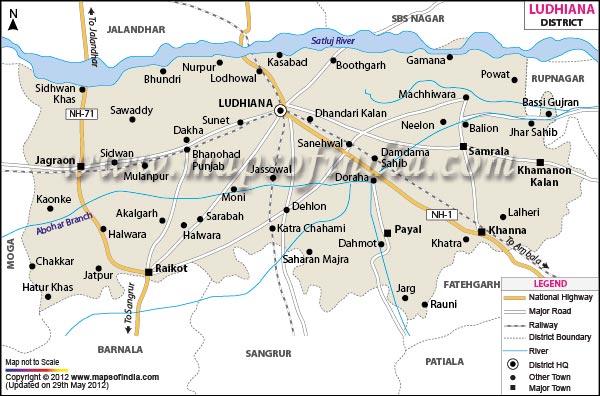 LUDHIANA
DISTRICT
N
To Jalandhar
JALANDHAR
SBS NAGAR
Satluj River
Sidhwan
Khas
Bhundri
Nurpur
Lodhowal
Kasabad
Boothgarh
Gamana
Powat
RUPNAGAR
NH-71
Sawaddy
LUDHIANA
Machhiwara
Bassi Gujran
Sunet
Dhandari Kalan
Neelon
Balion
Jhar Sahib
Dakha
Sanehwal
Samrala
Jagraon
Sidwan
Bhanohad
Punjab
Mulanpur
Damdama
Sahib
Khamanon
Kalan
www.mapsofindia.com
Jassowal
Doraha
Moni
Kaonke
Abohar Branch
Akalgarh
Sarabah
Dehlon
NH-1
Lalheri
Halwara
Halwara
Katra Chahami
Payal
Khanna
Dahmot
Khatra
To Ambala
MOGA
Chakkar
Jatpur
Raikot
Saharan Majra
Hatur Khas
Jarg
Rauni
FATEHGARH
To Sangrur
BARNALA
SANGRUR
PATIALA
LEGEND
National Highway
Major Road
Railway
District Boundary
River
District HQ
Other Town
Major Town
Map not to Scale
Copyright © 2012 www.mapsofindia.com
(Updated on 29th May 2012)